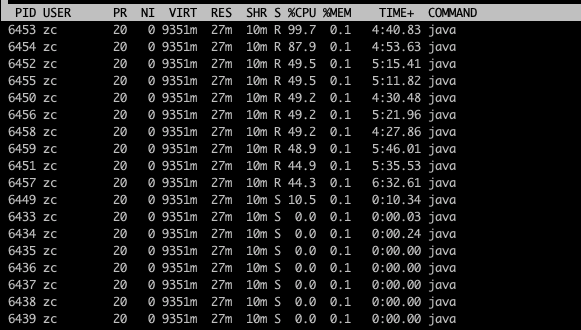 PID USER PR NI VIRT RES SHR S %CPU %MEM TIME+ COMMAND
6453 zc 20 0 9351m 27m 10m R 99.7 0.1 4:40.83 java
6454 zc 20 0 9351m 27m 10m R 87.9 0.1 4:53.63 java
6452 zc 20 0 9351m 27m 10m R 49.5 0.1 5:15.41 java
6455 zc 20 0 9351m 27m 10m R 49.5 0.1 5:11.82 java
6450 zc 20 0 9351m 27m 10m R 49.2 0.1 4:30.48 java
6456 zc 20 0 9351m 27m 10m R 49.2 0.1 5:21.96 java
6458 zc 20 0 9351m 27m 10m R 49.2 0.1 4:27.86 java
6459 zc 20 0 9351m 27m 10m R 48.9 0.1 5:46.01 java
6451 zc 20 0 9351m 27m 10m R 44.9 0.1 5:35.53 java
6457 zc 20 0 9351m 27m 10m R 44.3 0.1 6:32.61 java
6449 zc 20 0 9351m 27m 10m S 10.5 0.1 0:10.34 java
6433 zc 20 0 9351m 27m 10m S 0.0 0.1 0:00.03 java
6434 zc 20 0 9351m 27m 10m S 0.0 0.1 0:00.24 java
6435 zc 20 0 9351m 27m 10m S 0.0 0.1 0:00.00 java
6436 zc 20 0 9351m 27m 10m S 0.0 0.1 0:00.00 java
6437 zc 20 0 9351m 27m 10m S 0.0 0.1 0:00.00 java
6438 zc 20 0 9351m 27m 10m S 0.0 0.1 0:00.00 java
6439 zc 20 0 9351m 27m 10m S 0.0 0.1 0:00.00 java